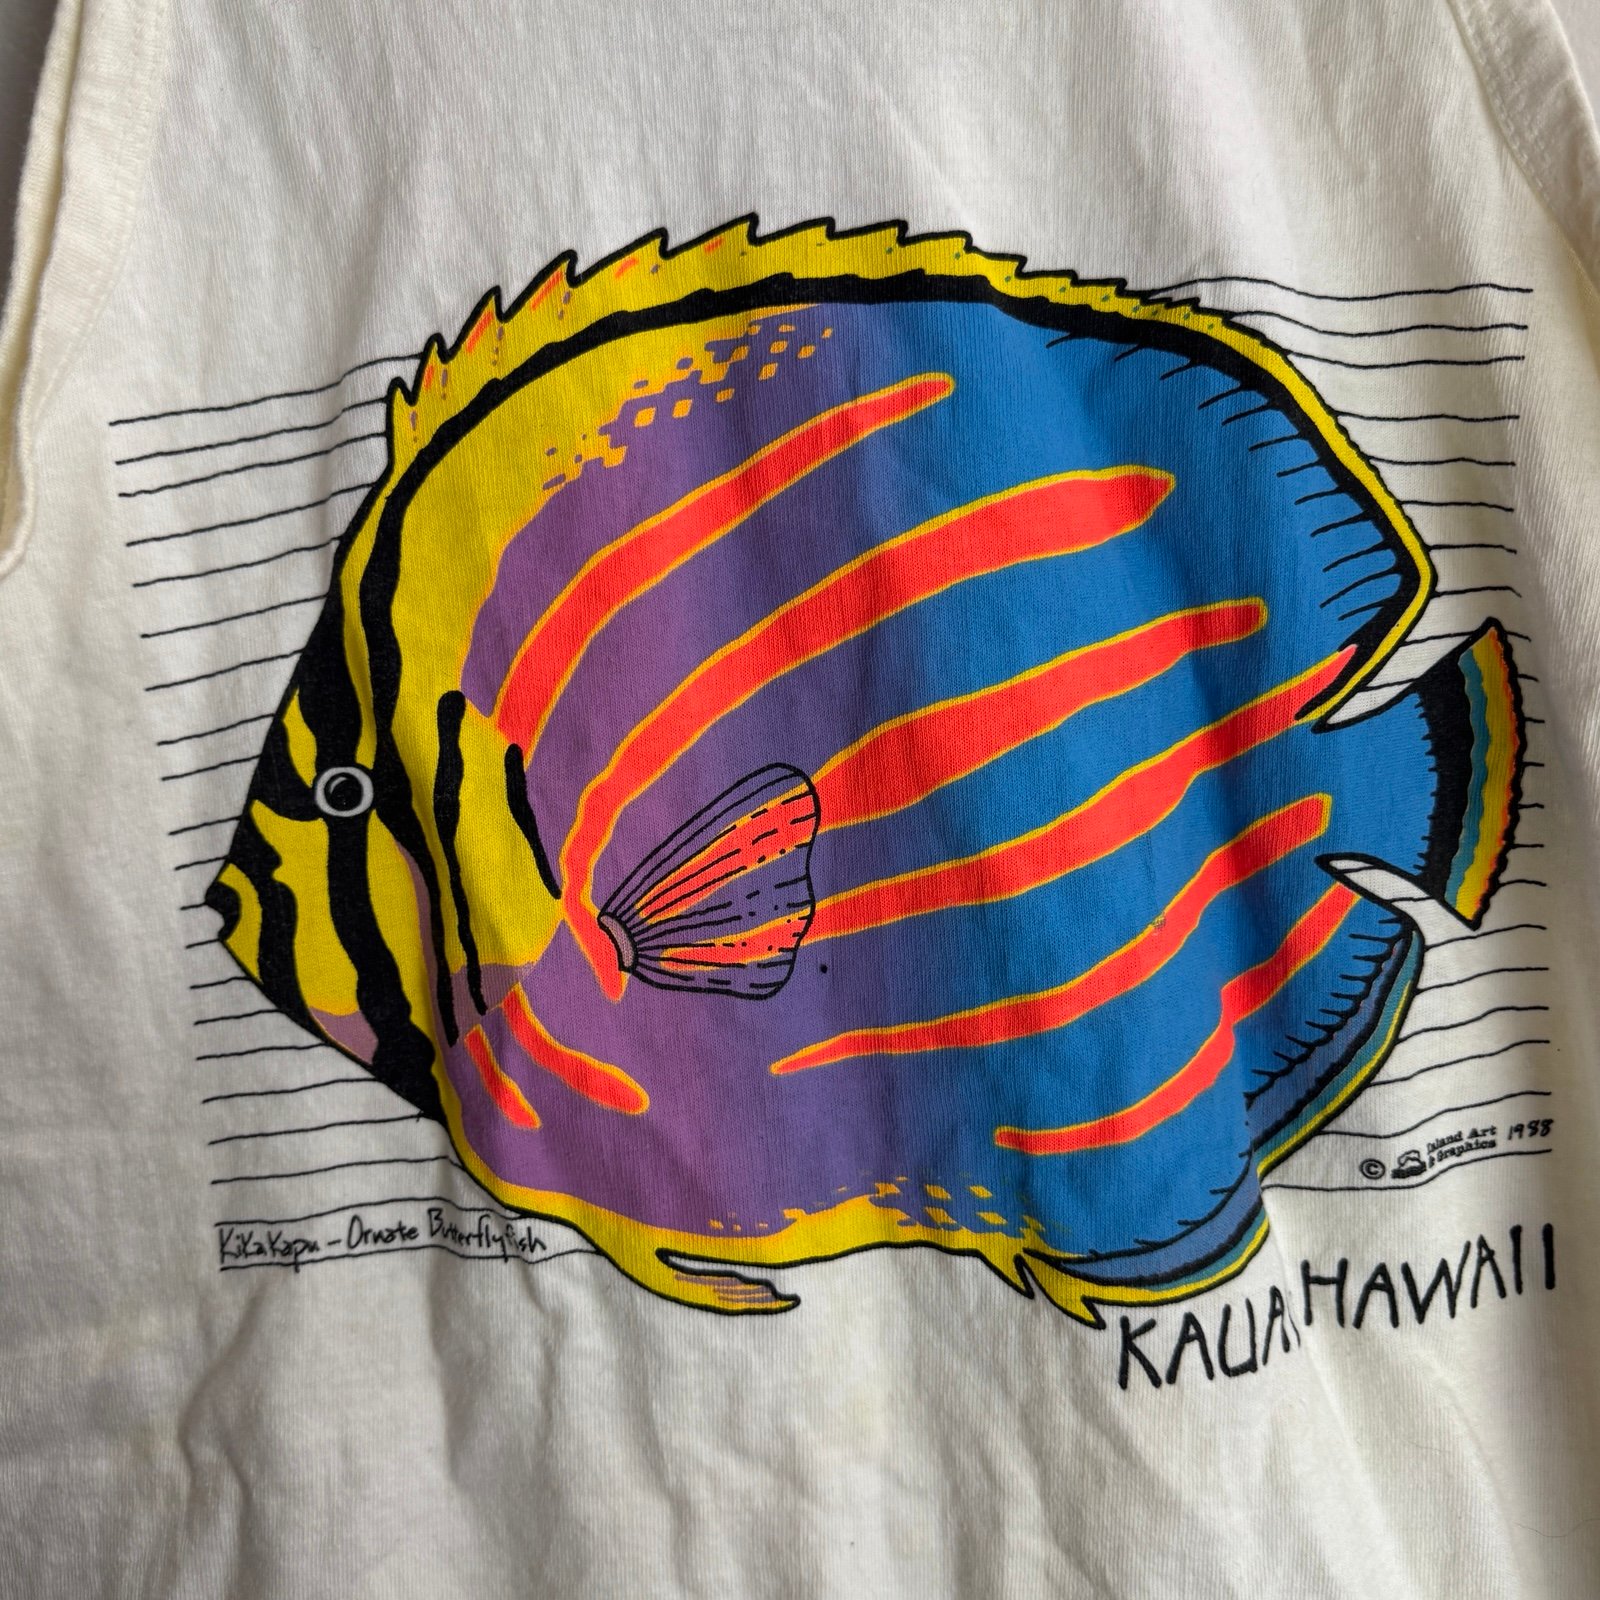 © Island Art
& Graphics 1988
KiKaKapu – Ornate Butterflyfish
KAUAI HAWAII